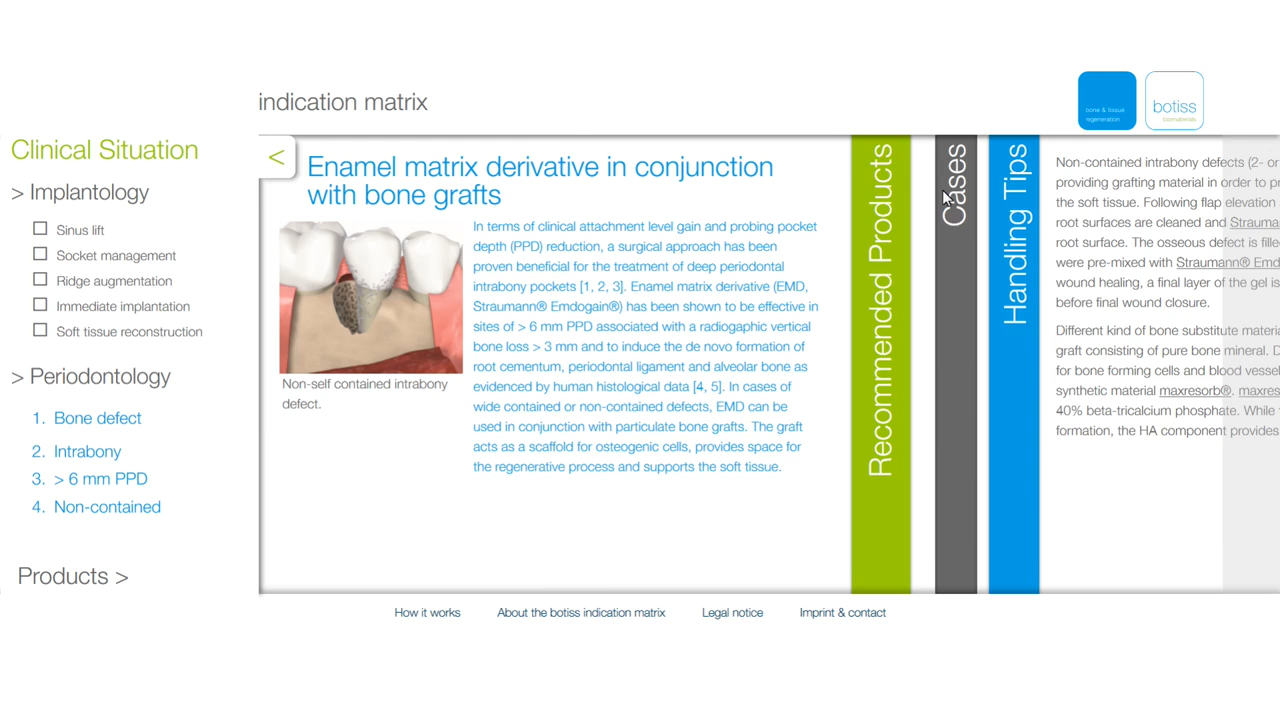 indication matrix
bone & tissue
regeneration
botiss
biomaterials
Clinical Situation
> Implantology
Sinus lift
Socket management
Ridge augmentation
Immediate implantation
Soft tissue reconstruction
> Periodontology
1. Bone defect
2. Intrabony
3. > 6 mm PPD
4. Non-contained
Products >
<
Enamel matrix derivative in conjunction
with bone grafts
Non-self contained intrabony
defect.
In terms of clinical attachment level gain and probing pocket
depth (PPD) reduction, a surgical approach has been
proven beneficial for the treatment of deep periodontal
intrabony pockets [1, 2, 3]. Enamel matrix derivative (EMD,
Straumann® Emdogain®) has been shown to be effective in
sites of > 6 mm PPD associated with a radiogaphic vertical
bone loss > 3 mm and to induce the de novo formation of
root cementum, periodontal ligament and alveolar bone as
evidenced by human histological data [4, 5]. In cases of
wide contained or non-contained defects, EMD can be
used in conjunction with particulate bone grafts. The graft
acts as a scaffold for osteogenic cells, provides space for
the regenerative process and supports the soft tissue.
Recommended Products
Cases
Handling Tips
Non-contained intrabony defects (2- or
providing grafting material in order to pr
the soft tissue. Following flap elevation
root surfaces are cleaned and Strauma
root surface. The osseous defect is fille
were pre-mixed with Straumann® Emd
wound healing, a final layer of the gel is
before final wound closure.
Different kind of bone substitute materia
graft consisting of pure bone mineral. D
for bone forming cells and blood vesse
synthetic material maxresorb®. maxres
40% beta-tricalcium phosphate. While
formation, the HA component provides
How it works
About the botiss indication matrix
Legal notice
Imprint & contact